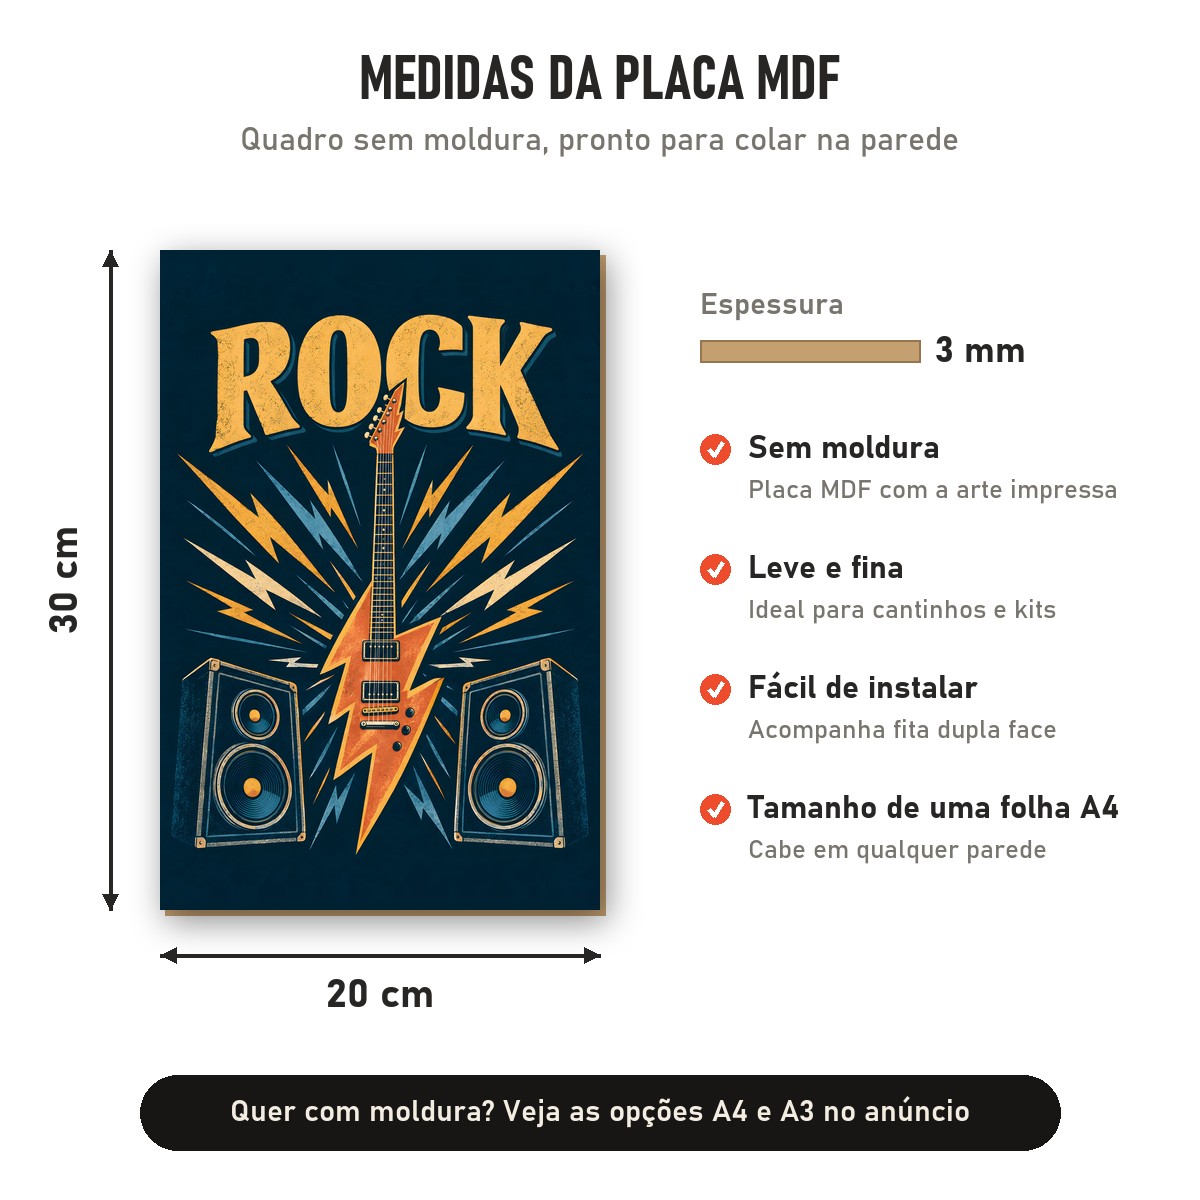 MEDIDAS DA PLACA MDF
Quadro sem moldura, pronto para colar na parede
ROCK
30 cm
20 cm
Espessura
3 mm
Sem moldura
Placa MDF com a arte impressa
Leve e fina
Ideal para cantinhos e kits
Fácil de instalar
Acompanha fita dupla face
Tamanho de uma folha A4
Cabe em qualquer parede
Quer com moldura? Veja as opções A4 e A3 no anúncio